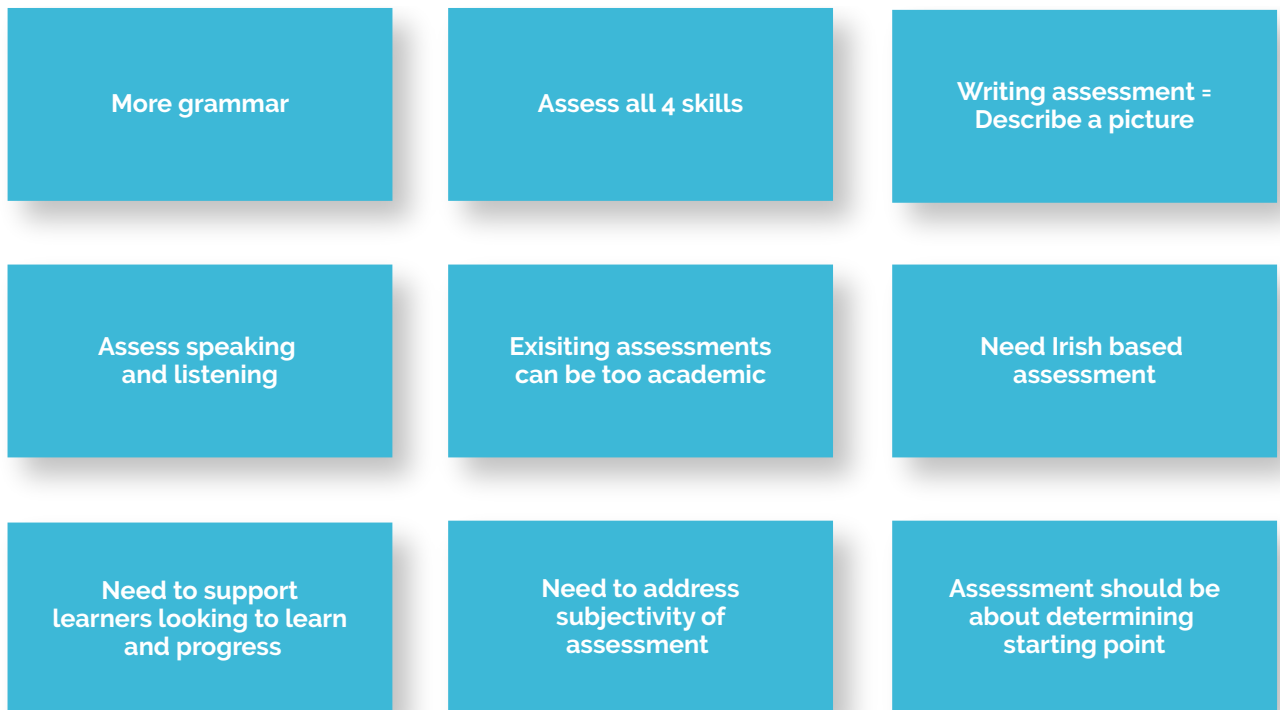 More grammar
Assess all 4 skills
Writing assessment =
Describe a picture
Assess speaking
and listening
Exisiting assessments
can be too academic
Need Irish based
assessment
Need to support
learners looking to learn
and progress
Need to address
subjectivity of
assessment
Assessment should be
about determining
starting point